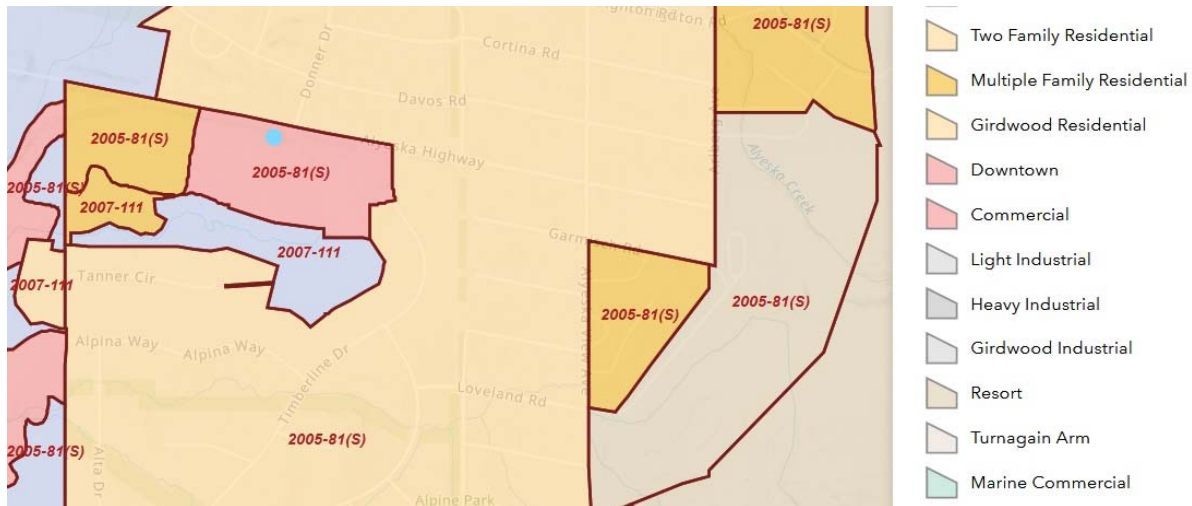 Donner Dr
Cortina Rd
Davos Rd
Alyeska Highway
2005-81(S)
2005-81(S)
2005-81(S)
2005-81(S)
2007-111
2007-111
2007-111
Alyeska Creek
Garmisch Rd
Tanner Cir
Alpina Way
Alpina Way
Timberline Dr
Alyeska View Ave
2005-81(S)
2005-81(S)
Loveland Rd
2005-81(S)
2005-81(S)
Alta Dr
Alpine Park
Two Family Residential
Multiple Family Residential
Girdwood Residential
Downtown
Commercial
Light Industrial
Heavy Industrial
Girdwood Industrial
Resort
Turnagain Arm
Marine Commercial